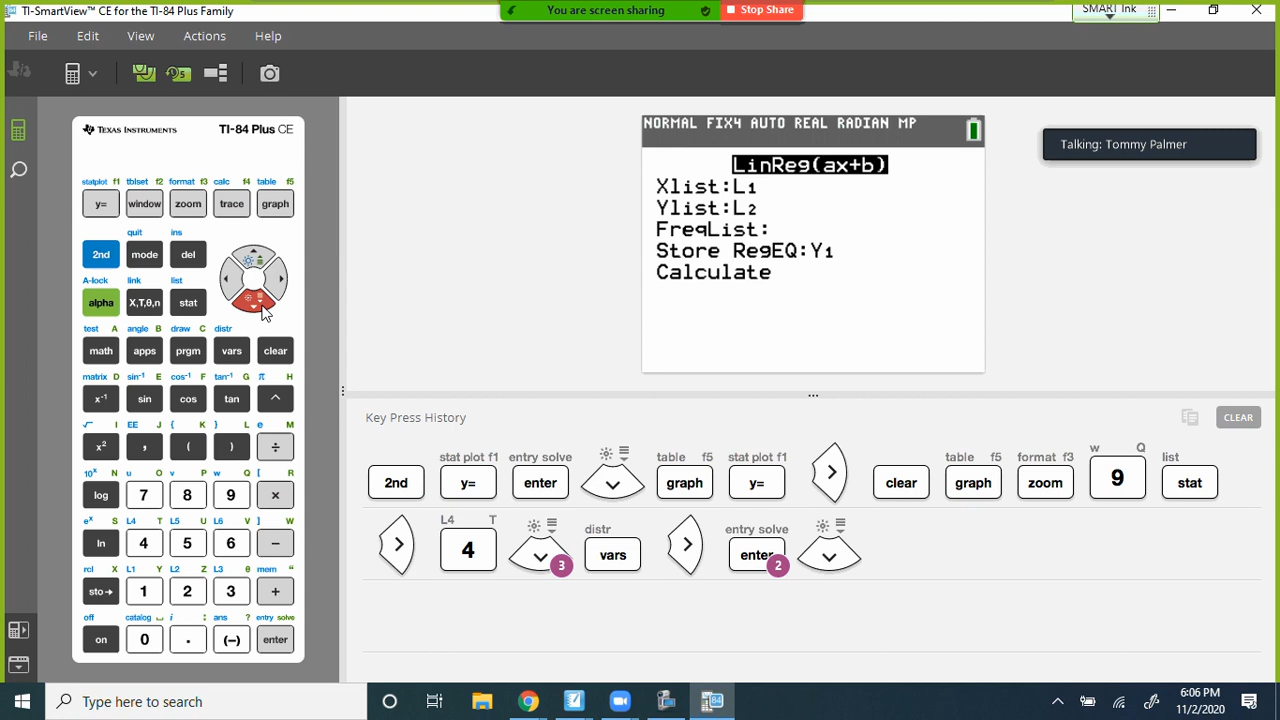 TI-SmartView™ CE for the TI-84 Plus Family
You are screen sharing
Stop Share
SMART Ink
File Edit View Actions Help
TEXAS INSTRUMENTS TI-84 Plus CE
statplot f1 tblset f2 format f3 calc f4 table f5
y= window zoom trace graph
quit ins
2nd mode del
A-lock link list
alpha X,T,θ,n stat
test A angle B draw C distr
math apps prgm vars clear
matrix D sin⁻¹ E cos⁻¹ F tan⁻¹ G π H
x⁻¹ sin cos tan ^
√ I EE J { K } L e M
x² , ( ) ÷
10ˣ N u O v P w Q [ R
log 7 8 9 ×
eˣ S L4 T L5 U L6 V ] W
ln 4 5 6 −
rcl X L1 Y L2 Z L3 θ mem "
sto→ 1 2 3 +
off catalog ␣ i : ans ? entry solve
on 0 . (−) enter
NORMAL FIX4 AUTO REAL RADIAN MP
LinReg(ax+b)
Xlist:L₁
Ylist:L₂
FreqList:
Store RegEQ:Y₁
Calculate
Talking: Tommy Palmer
Key Press History
CLEAR
stat plot f1 entry solve table f5 stat plot f1 table f5 format f3 w Q list
2nd y= enter graph y= clear graph zoom 9 stat
L4 T distr entry solve
4 3 vars enter 2
Type here to search
6:06 PM
11/2/2020